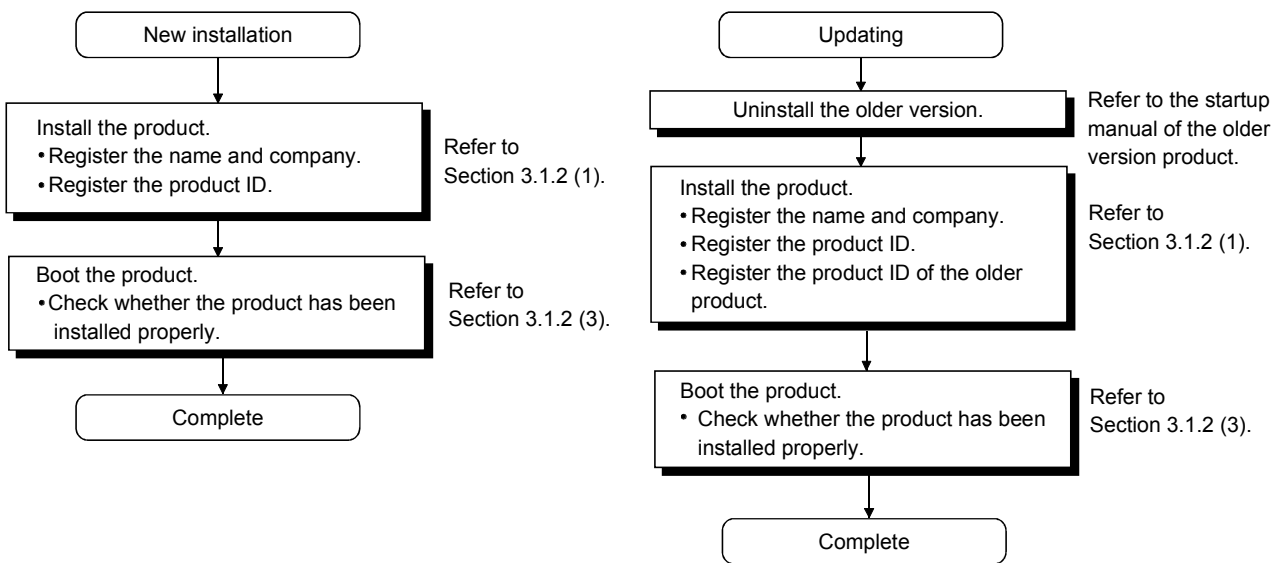 New installation
Install the product.
• Register the name and company.
• Register the product ID.
Refer to
Section 3.1.2 (1).
Boot the product.
• Check whether the product has been
installed properly.
Refer to
Section 3.1.2 (3).
Complete
Updating
Uninstall the older version.
Refer to the startup
manual of the older
version product.
Install the product.
• Register the name and company.
• Register the product ID.
• Register the product ID of the older
product.
Refer to
Section 3.1.2 (1).
Boot the product.
• Check whether the product has been
installed properly.
Refer to
Section 3.1.2 (3).
Complete